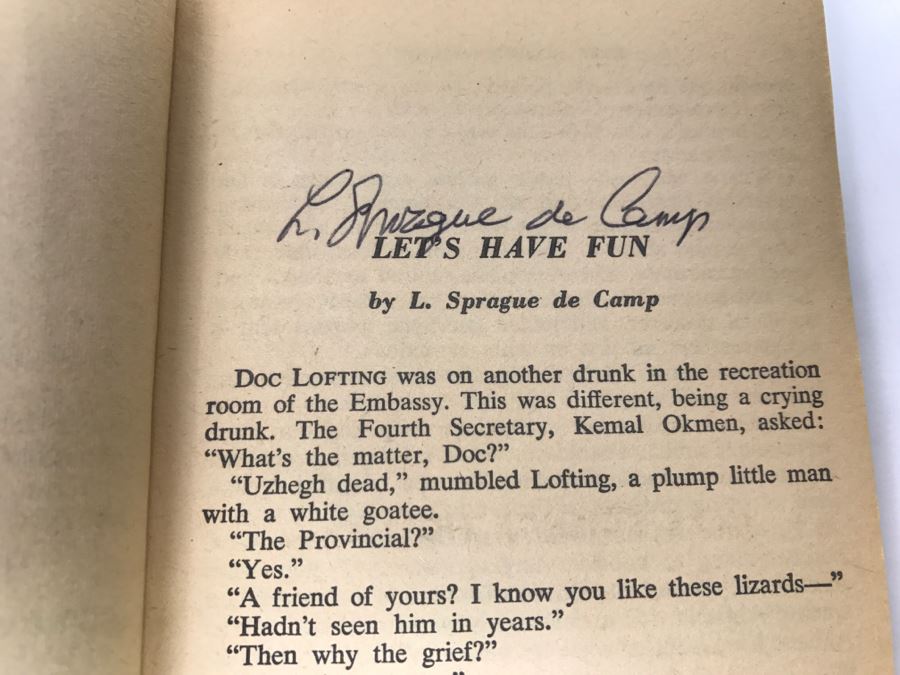 L. Sprague de Camp
LET'S HAVE FUN
by L. Sprague de Camp
DOC LOFTING was on another drunk in the recreation
room of the Embassy. This was different, being a crying
drunk. The Fourth Secretary, Kemal Okmen, asked:
“What's the matter, Doc?”
“Uzhegh dead,” mumbled Lofting, a plump little man
with a white goatee.
“The Provincial?”
“Yes.”
“A friend of yours? I know you like these lizards—”
“Hadn't seen him in years.”
“Then why the grief?”